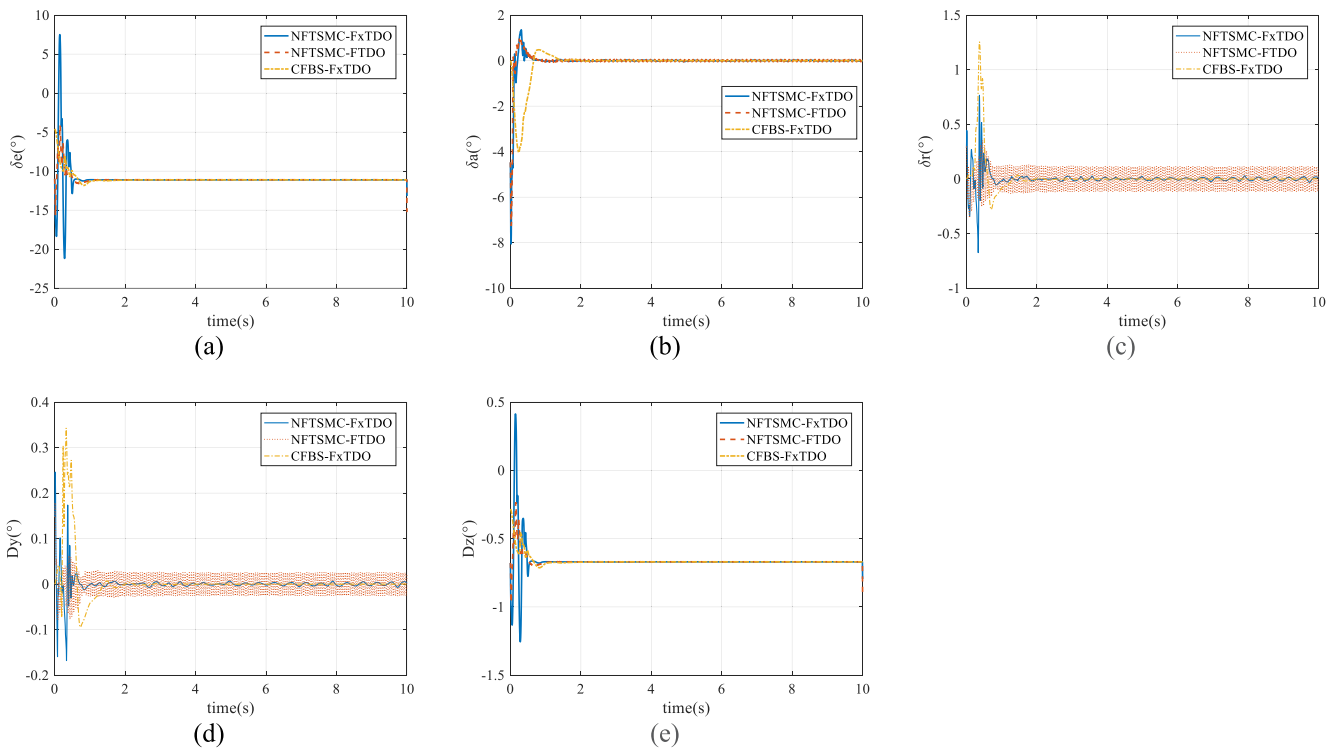 10
5
0
-5
-10
-15
-20
-25
δe(°)
NFTSMC-FxTDO
NFTSMC-FTDO
CFBS-FxTDO
0 2 4 6 8 10
time(s)
(a)
2
0
-2
-4
-6
-8
-10
δa(°)
NFTSMC-FxTDO
NFTSMC-FTDO
CFBS-FxTDO
0 2 4 6 8 10
time(s)
(b)
1.5
1
0.5
0
-0.5
-1
δr(°)
NFTSMC-FxTDO
NFTSMC-FTDO
CFBS-FxTDO
0 2 4 6 8 10
time(s)
(c)
0.4
0.3
0.2
0.1
0
-0.1
-0.2
Dy(°)
NFTSMC-FxTDO
NFTSMC-FTDO
CFBS-FxTDO
0 2 4 6 8 10
time(s)
(d)
0.5
0
-0.5
-1
-1.5
Dz(°)
NFTSMC-FxTDO
NFTSMC-FTDO
CFBS-FxTDO
0 2 4 6 8 10
time(s)
(e)